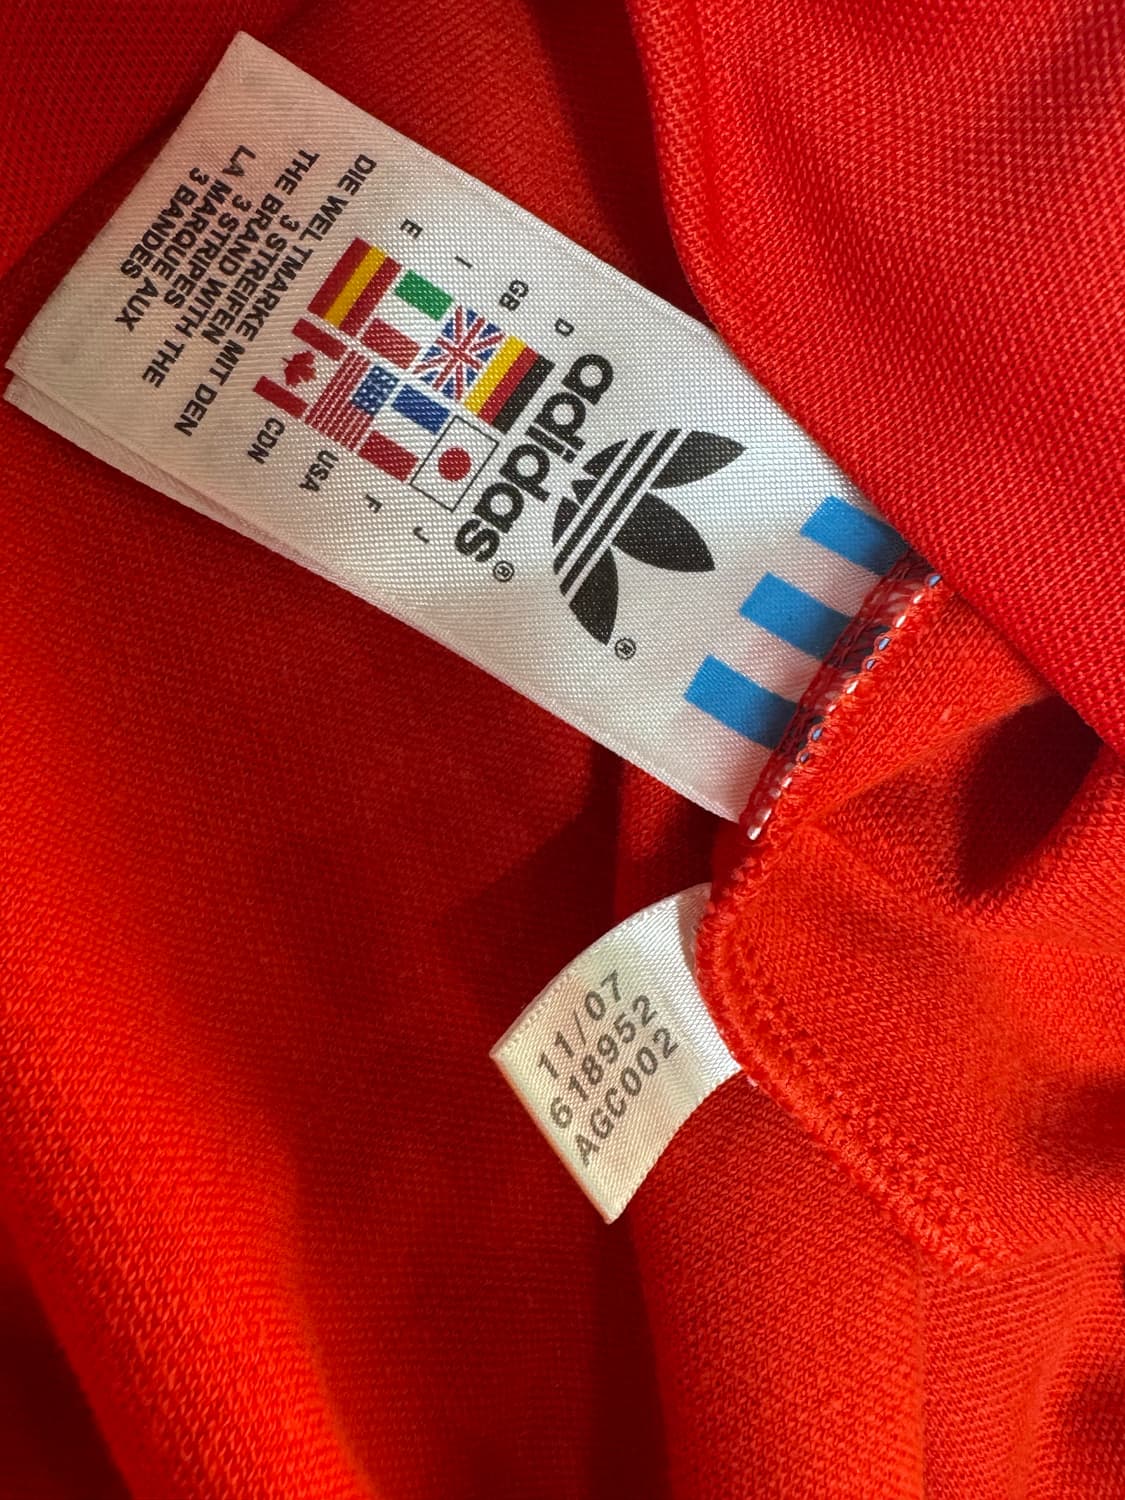 adidas®
®
D
GB
I
E
J
F
USA
CDN
DIE WELTMARKE MIT DEN
3 STREIFEN
THE BRAND WITH THE
3 STRIPES
LA MARQUE AUX
3 BANDES
11/07
618952
AGC002